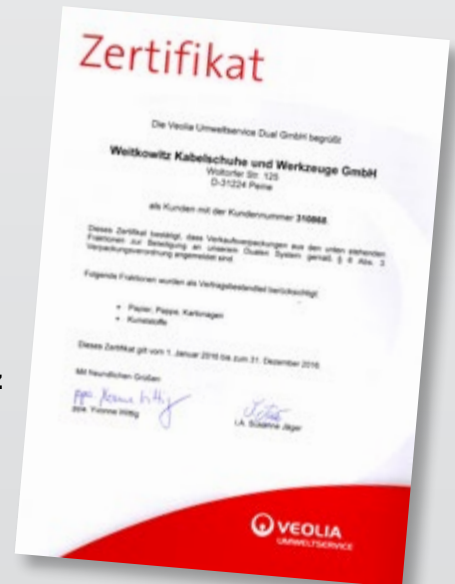 Zertifikat
Die Veolia Umweltservice Dual GmbH begrüßt
Weitkowitz Kabelschuhe und Werkzeuge GmbH
Woltorfer Str. 125
D-31224 Peine
als Kunden mit der Kundennummer 310868.
Dieses Zertifikat bestätigt, dass Verkaufsverpackungen aus den unten stehenden
Fraktionen zur Beteiligung an unserem Dualen System gemäß § 6 Abs. 3
Verpackungsverordnung angemeldet sind.
Folgende Fraktionen wurden als Vertragsbestandteil berücksichtigt:
• Papier, Pappe, Kartonagen
• Kunststoffe
Dieses Zertifikat gilt vom 1. Januar 2016 bis zum 31. Dezember 2016.
Mit freundlichen Grüßen
ppa. Yvonne Hittig
i.A. Susanne Jäger
VEOLIA
UMWELTSERVICE